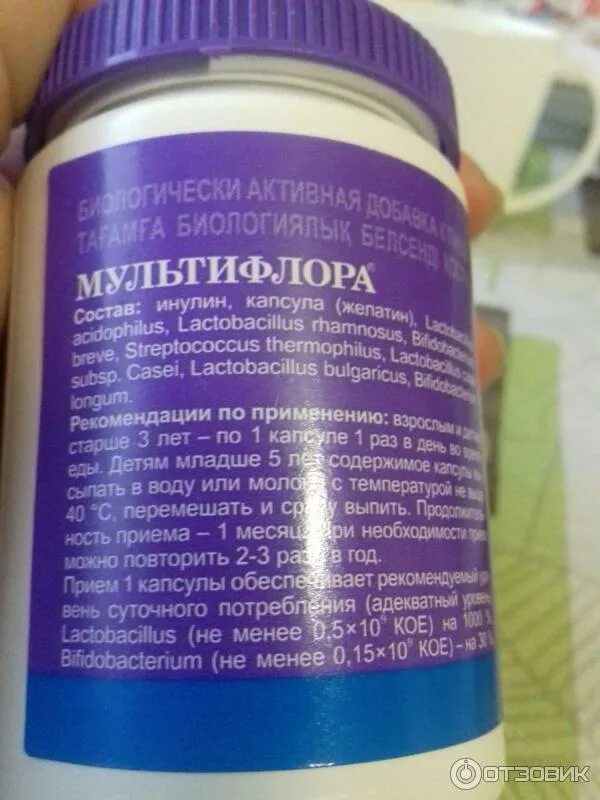 БИОЛОГИЧЕСКИ АКТИВНАЯ ДОБАВКА К
ТАҒАМҒА БИОЛОГИЯЛЫҚ БЕЛСЕНДІ
МУЛЬТИФЛОРА®
Состав: инулин, капсула (желатин),
acidophilus, Lactobacillus rhamnosus,
breve, Streptococcus thermophilus,
subsp. Casei, Lactobacillus bulgaricus,
longum.
Рекомендации по применению: взрослым и
старше 3 лет – по 1 капсуле 1 раз в день во
еды. Детям младше 5 лет содержимое капсулы
сыпать в воду или молоко с температурой не
40 °С, перемешать и сразу выпить.
ность приема – 1 месяц. При необходимости
можно повторить 2-3 раза в год.
Прием 1 капсулы обеспечивает рекомендуемый
вень суточного потребления (адекватный
Lactobacillus (не менее 0,5×10⁹ КОЕ) на 1000 %
Bifidobacterium (не менее 0,15×10⁹ КОЕ) – на 30
ОТЗОВИК